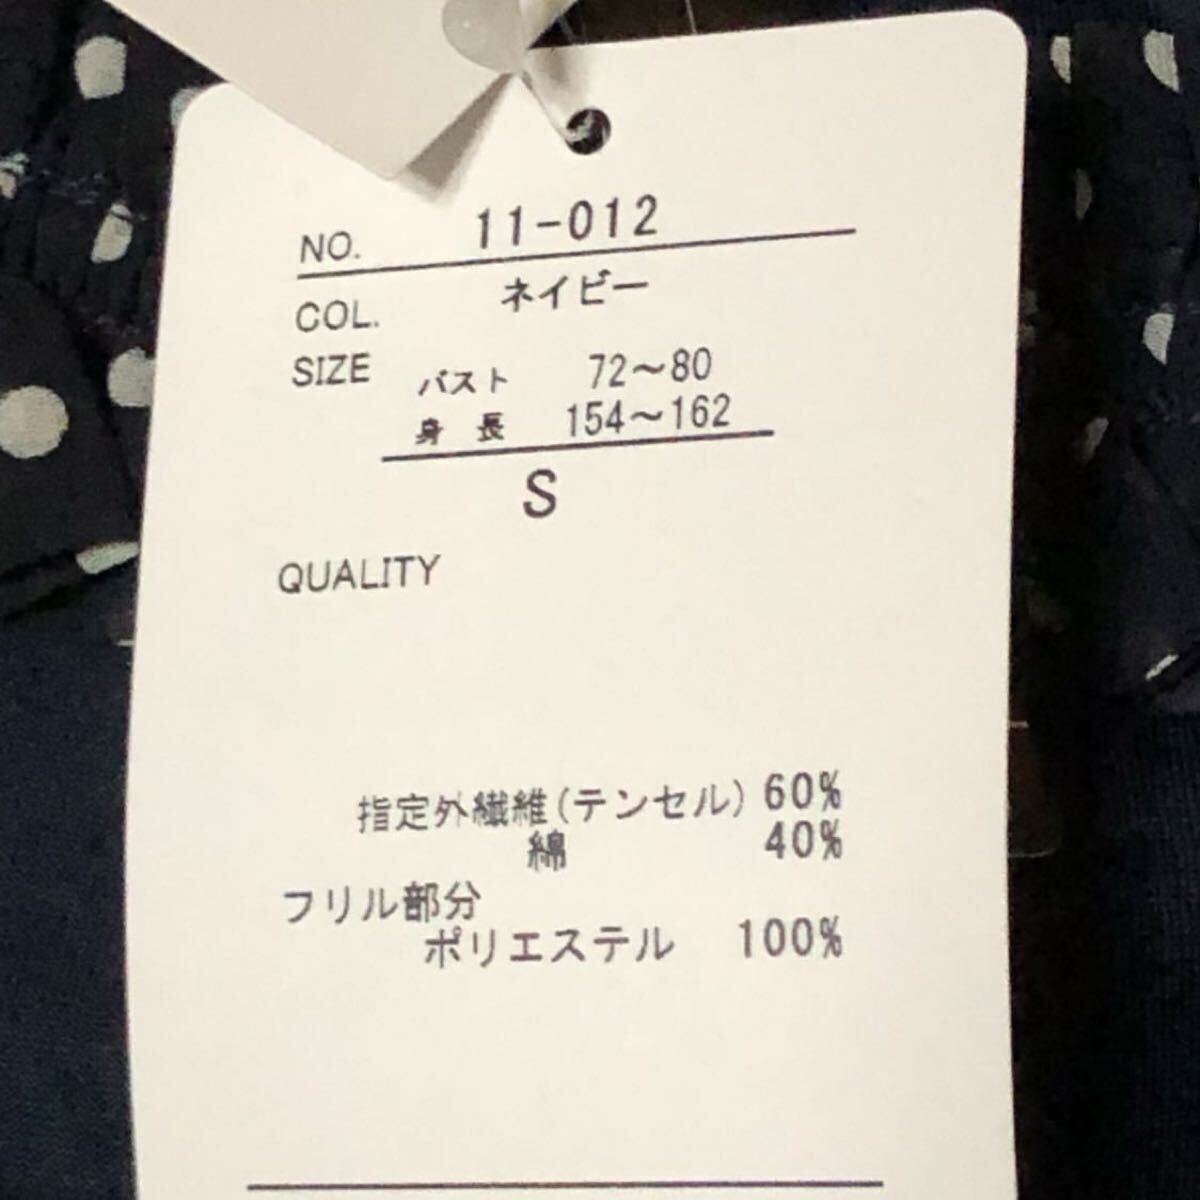 NO. 11-012
COL. ネイビー
SIZE バスト 72～80
身長 154～162
S
QUALITY
指定外繊維(テンセル) 60%
綿 40%
フリル部分
ポリエステル 100%